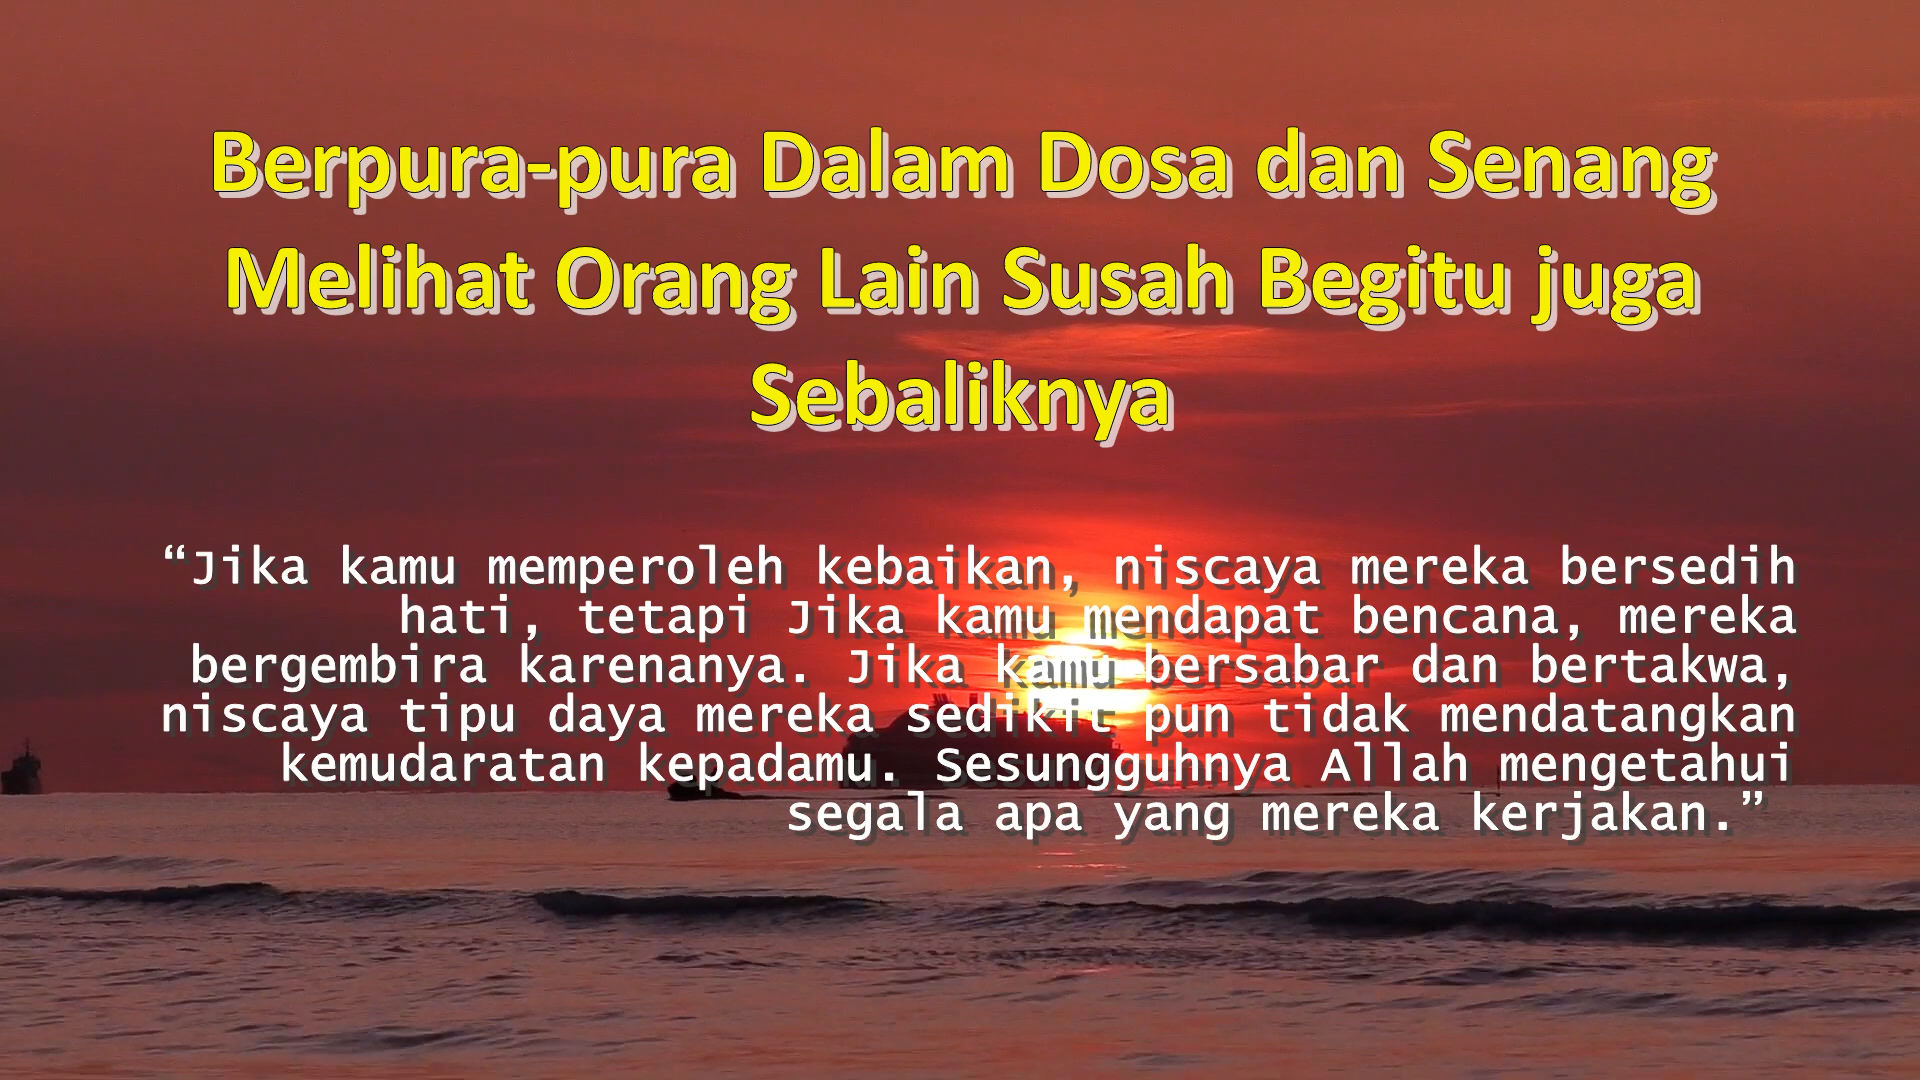 Berpura-pura Dalam Dosa dan Senang
Melihat Orang Lain Susah Begitu juga
Sebaliknya
“Jika kamu memperoleh kebaikan, niscaya mereka bersedih
hati, tetapi Jika kamu mendapat bencana, mereka
bergembira karenanya. Jika kamu bersabar dan bertakwa,
niscaya tipu daya mereka sedikit pun tidak mendatangkan
kemudaratan kepadamu. Sesungguhnya Allah mengetahui
segala apa yang mereka kerjakan.”